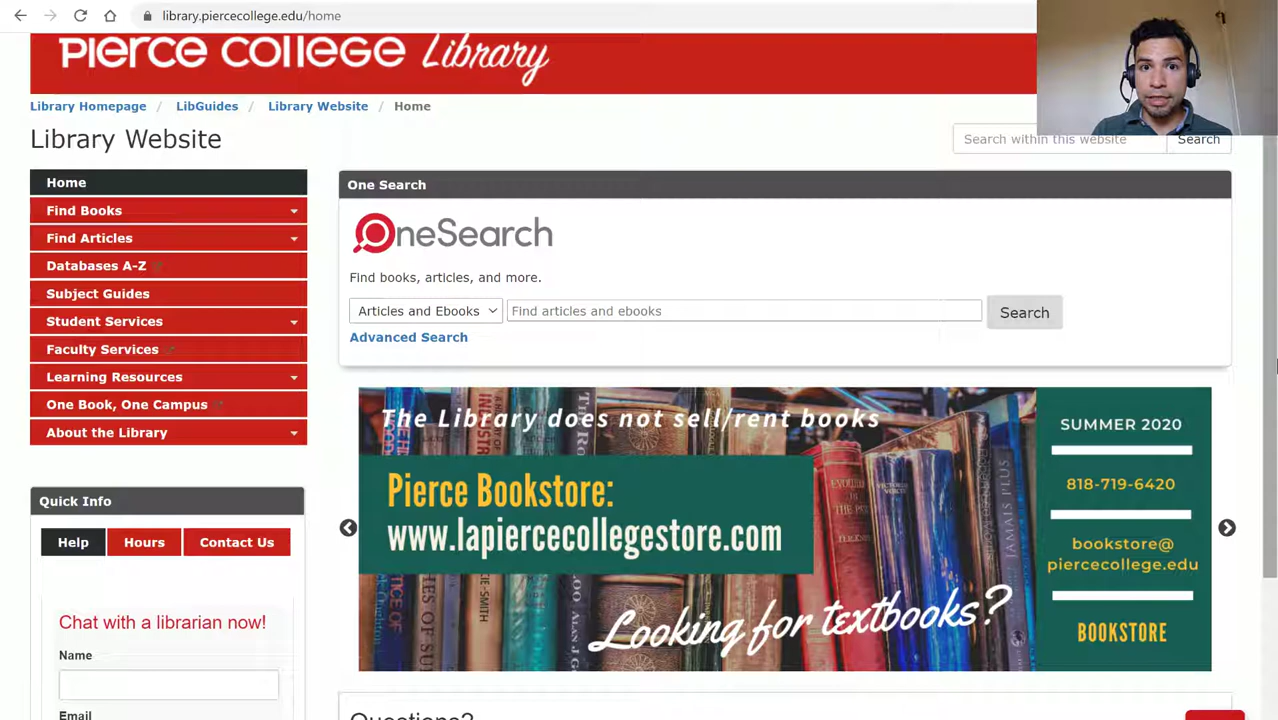 library.piercecollege.edu/home
PIERCE COLLEGE Library
Library Homepage / LibGuides / Library Website / Home
Library Website
Search within this website
Search
Home
Find Books
Find Articles
Databases A-Z
Subject Guides
Student Services
Faculty Services
Learning Resources
One Book, One Campus
About the Library
One Search
OneSearch
Find books, articles, and more.
Articles and Ebooks
Find articles and ebooks
Search
Advanced Search
The Library does not sell/rent books
Pierce Bookstore:
www.lapiercecollegestore.com
Looking for textbooks?
SUMMER 2020
818-719-6420
bookstore@
piercecollege.edu
BOOKSTORE
Quick Info
Help
Hours
Contact Us
Chat with a librarian now!
Name
Email
Questions?